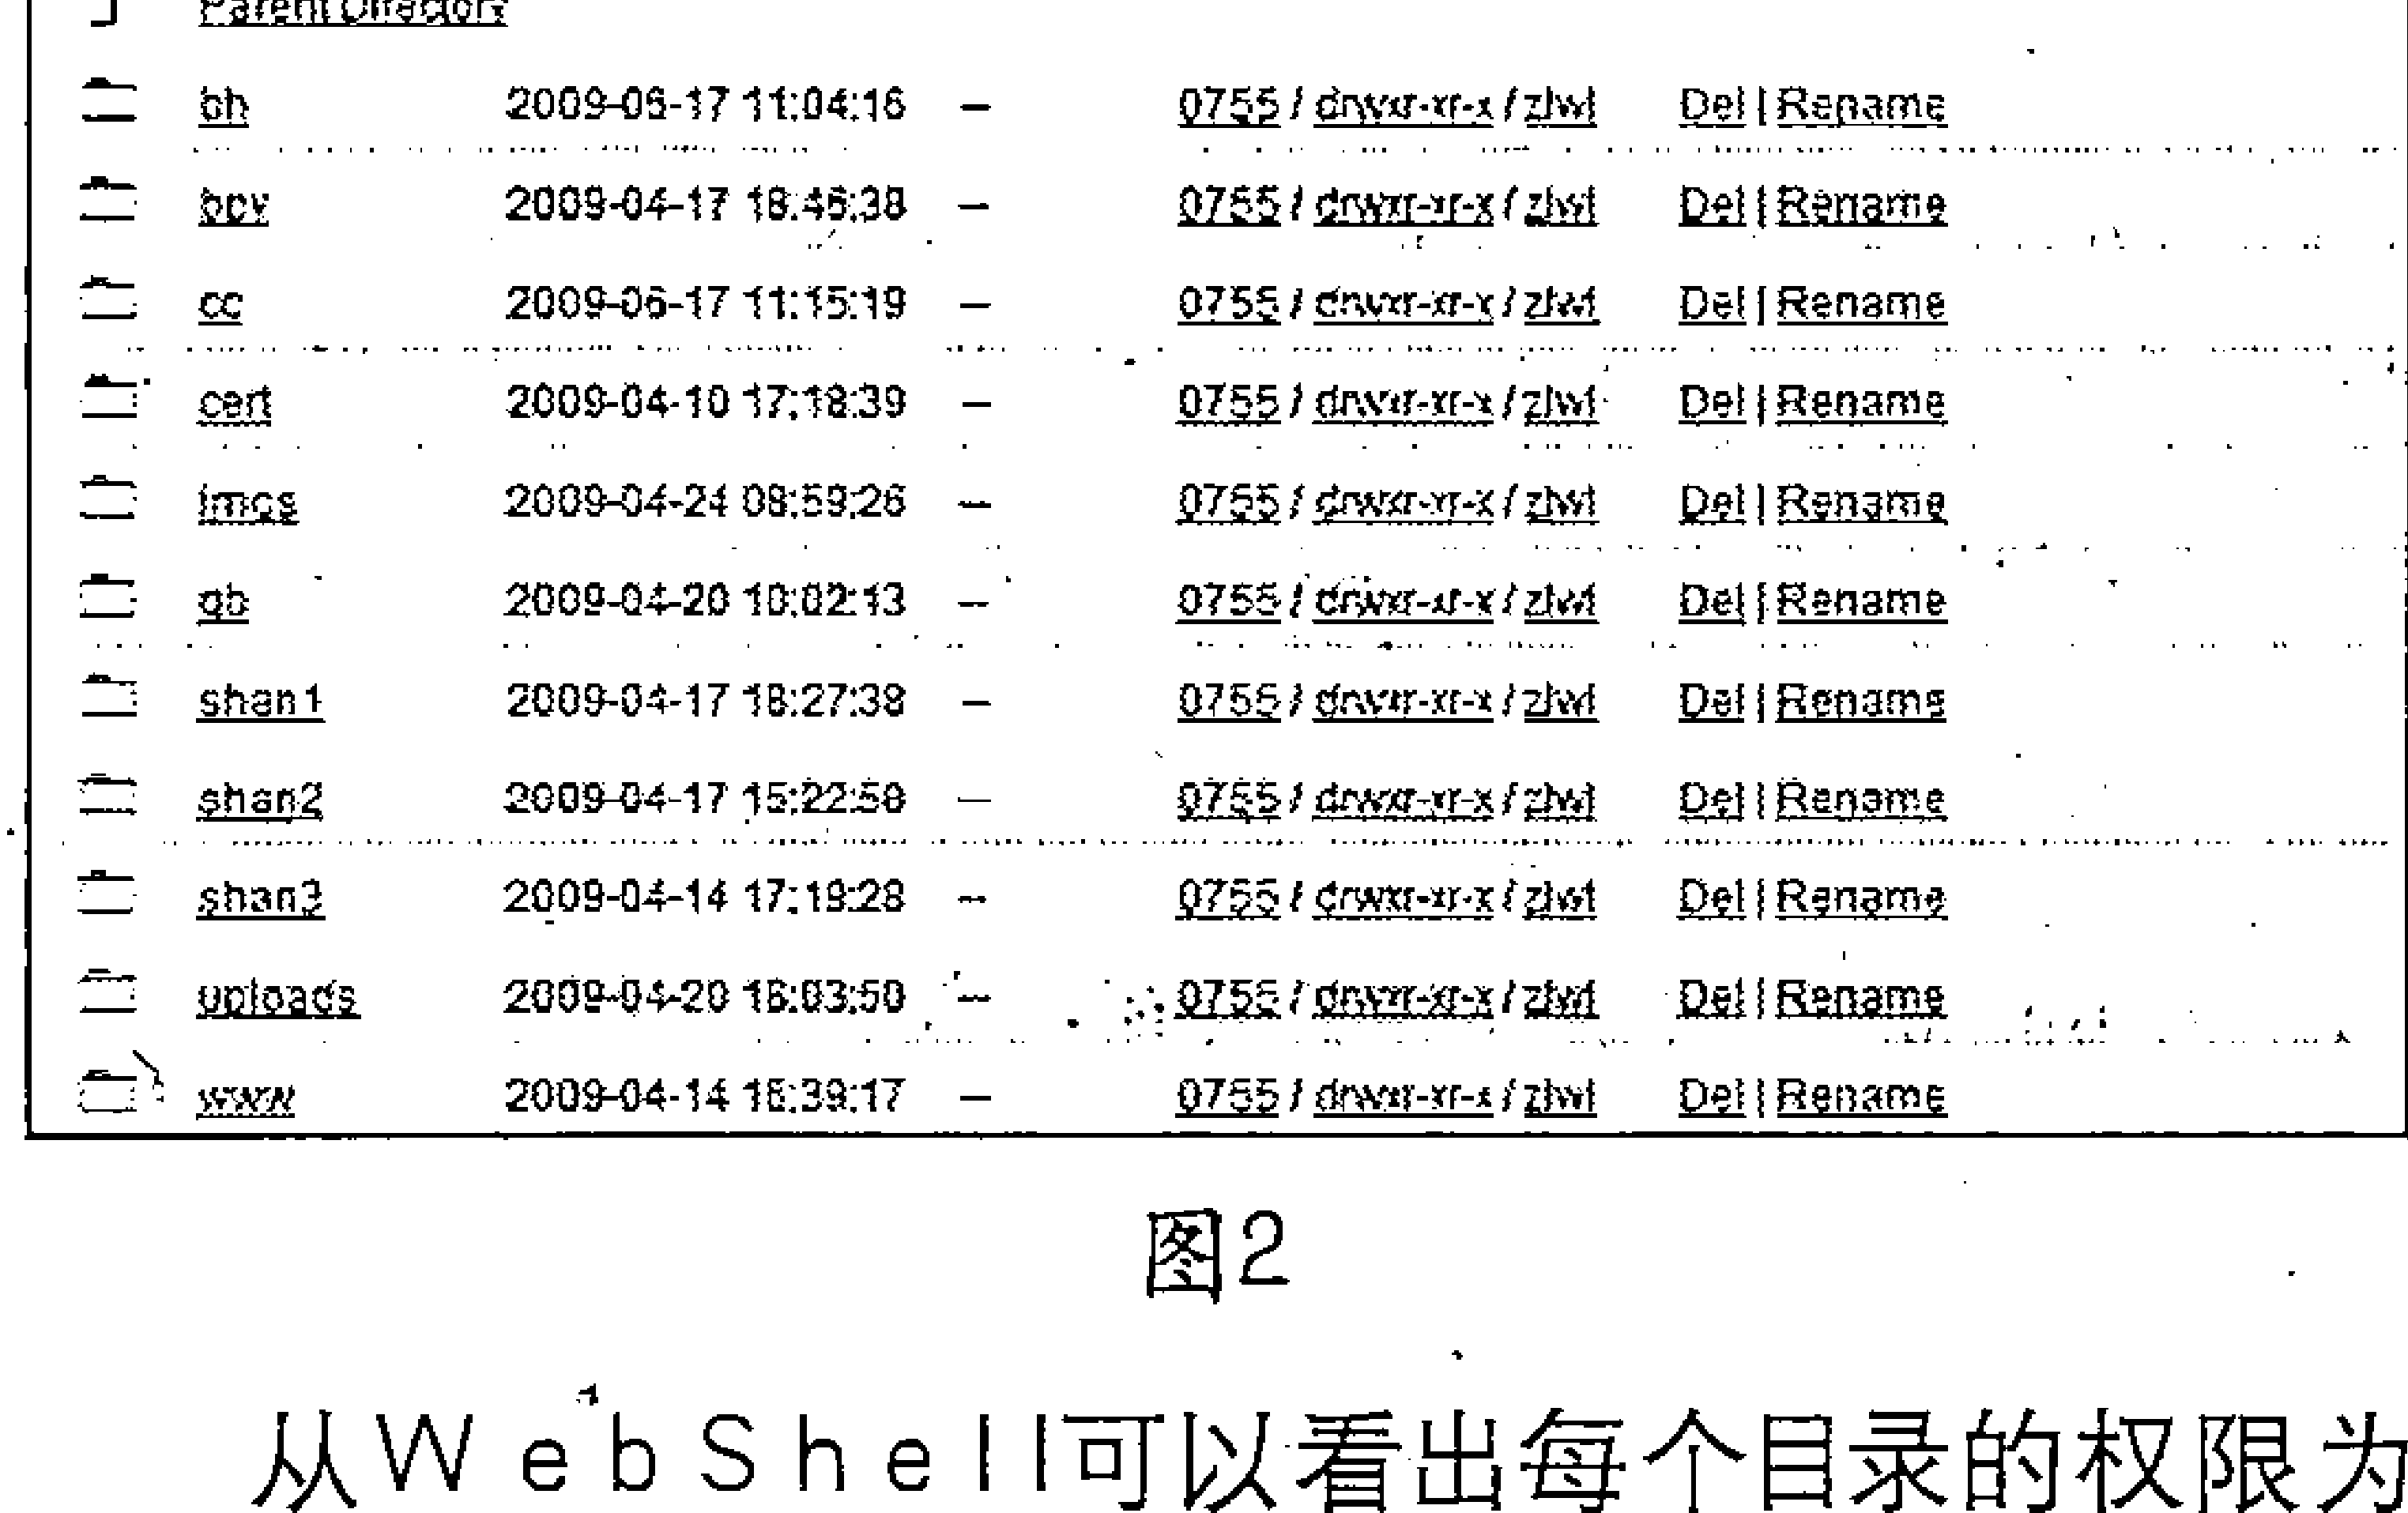 Parent Directory
bh 2009-06-17 11:04:16 – 0755 / drwxr-xr-x / zlwl Del | Rename
2009-04-17 18:46:38 – 0755 / drwxr-xr-x / zlwl Del | Rename
cc 2009-06-17 11:15:19 – 0755 / drwxr-xr-x / zlwl Del | Rename
cert 2009-04-10 17:18:39 – 0755 / drwxr-xr-x / zlwl Del | Rename
2009-04-24 08:59:26 – 0755 / drwxr-xr-x / zlwl Del | Rename
2009-04-20 10:02:13 – 0755 / drwxr-xr-x / zlwl Del | Rename
shan1 2009-04-17 18:27:38 – 0755 / drwxr-xr-x / zlwl Del | Rename
shan2 2009-04-17 15:22:58 – 0755 / drwxr-xr-x / zlwl Del | Rename
shan3 2009-04-14 17:19:28 – 0755 / drwxr-xr-x / zlwl Del | Rename
uploads 2009-04-20 16:03:50 – 0755 / drwxr-xr-x / zlwl Del | Rename
www 2009-04-14 16:39:17 – 0755 / drwxr-xr-x / zlwl Del | Rename
图2
从WebShell可以看出每个目录的权限为